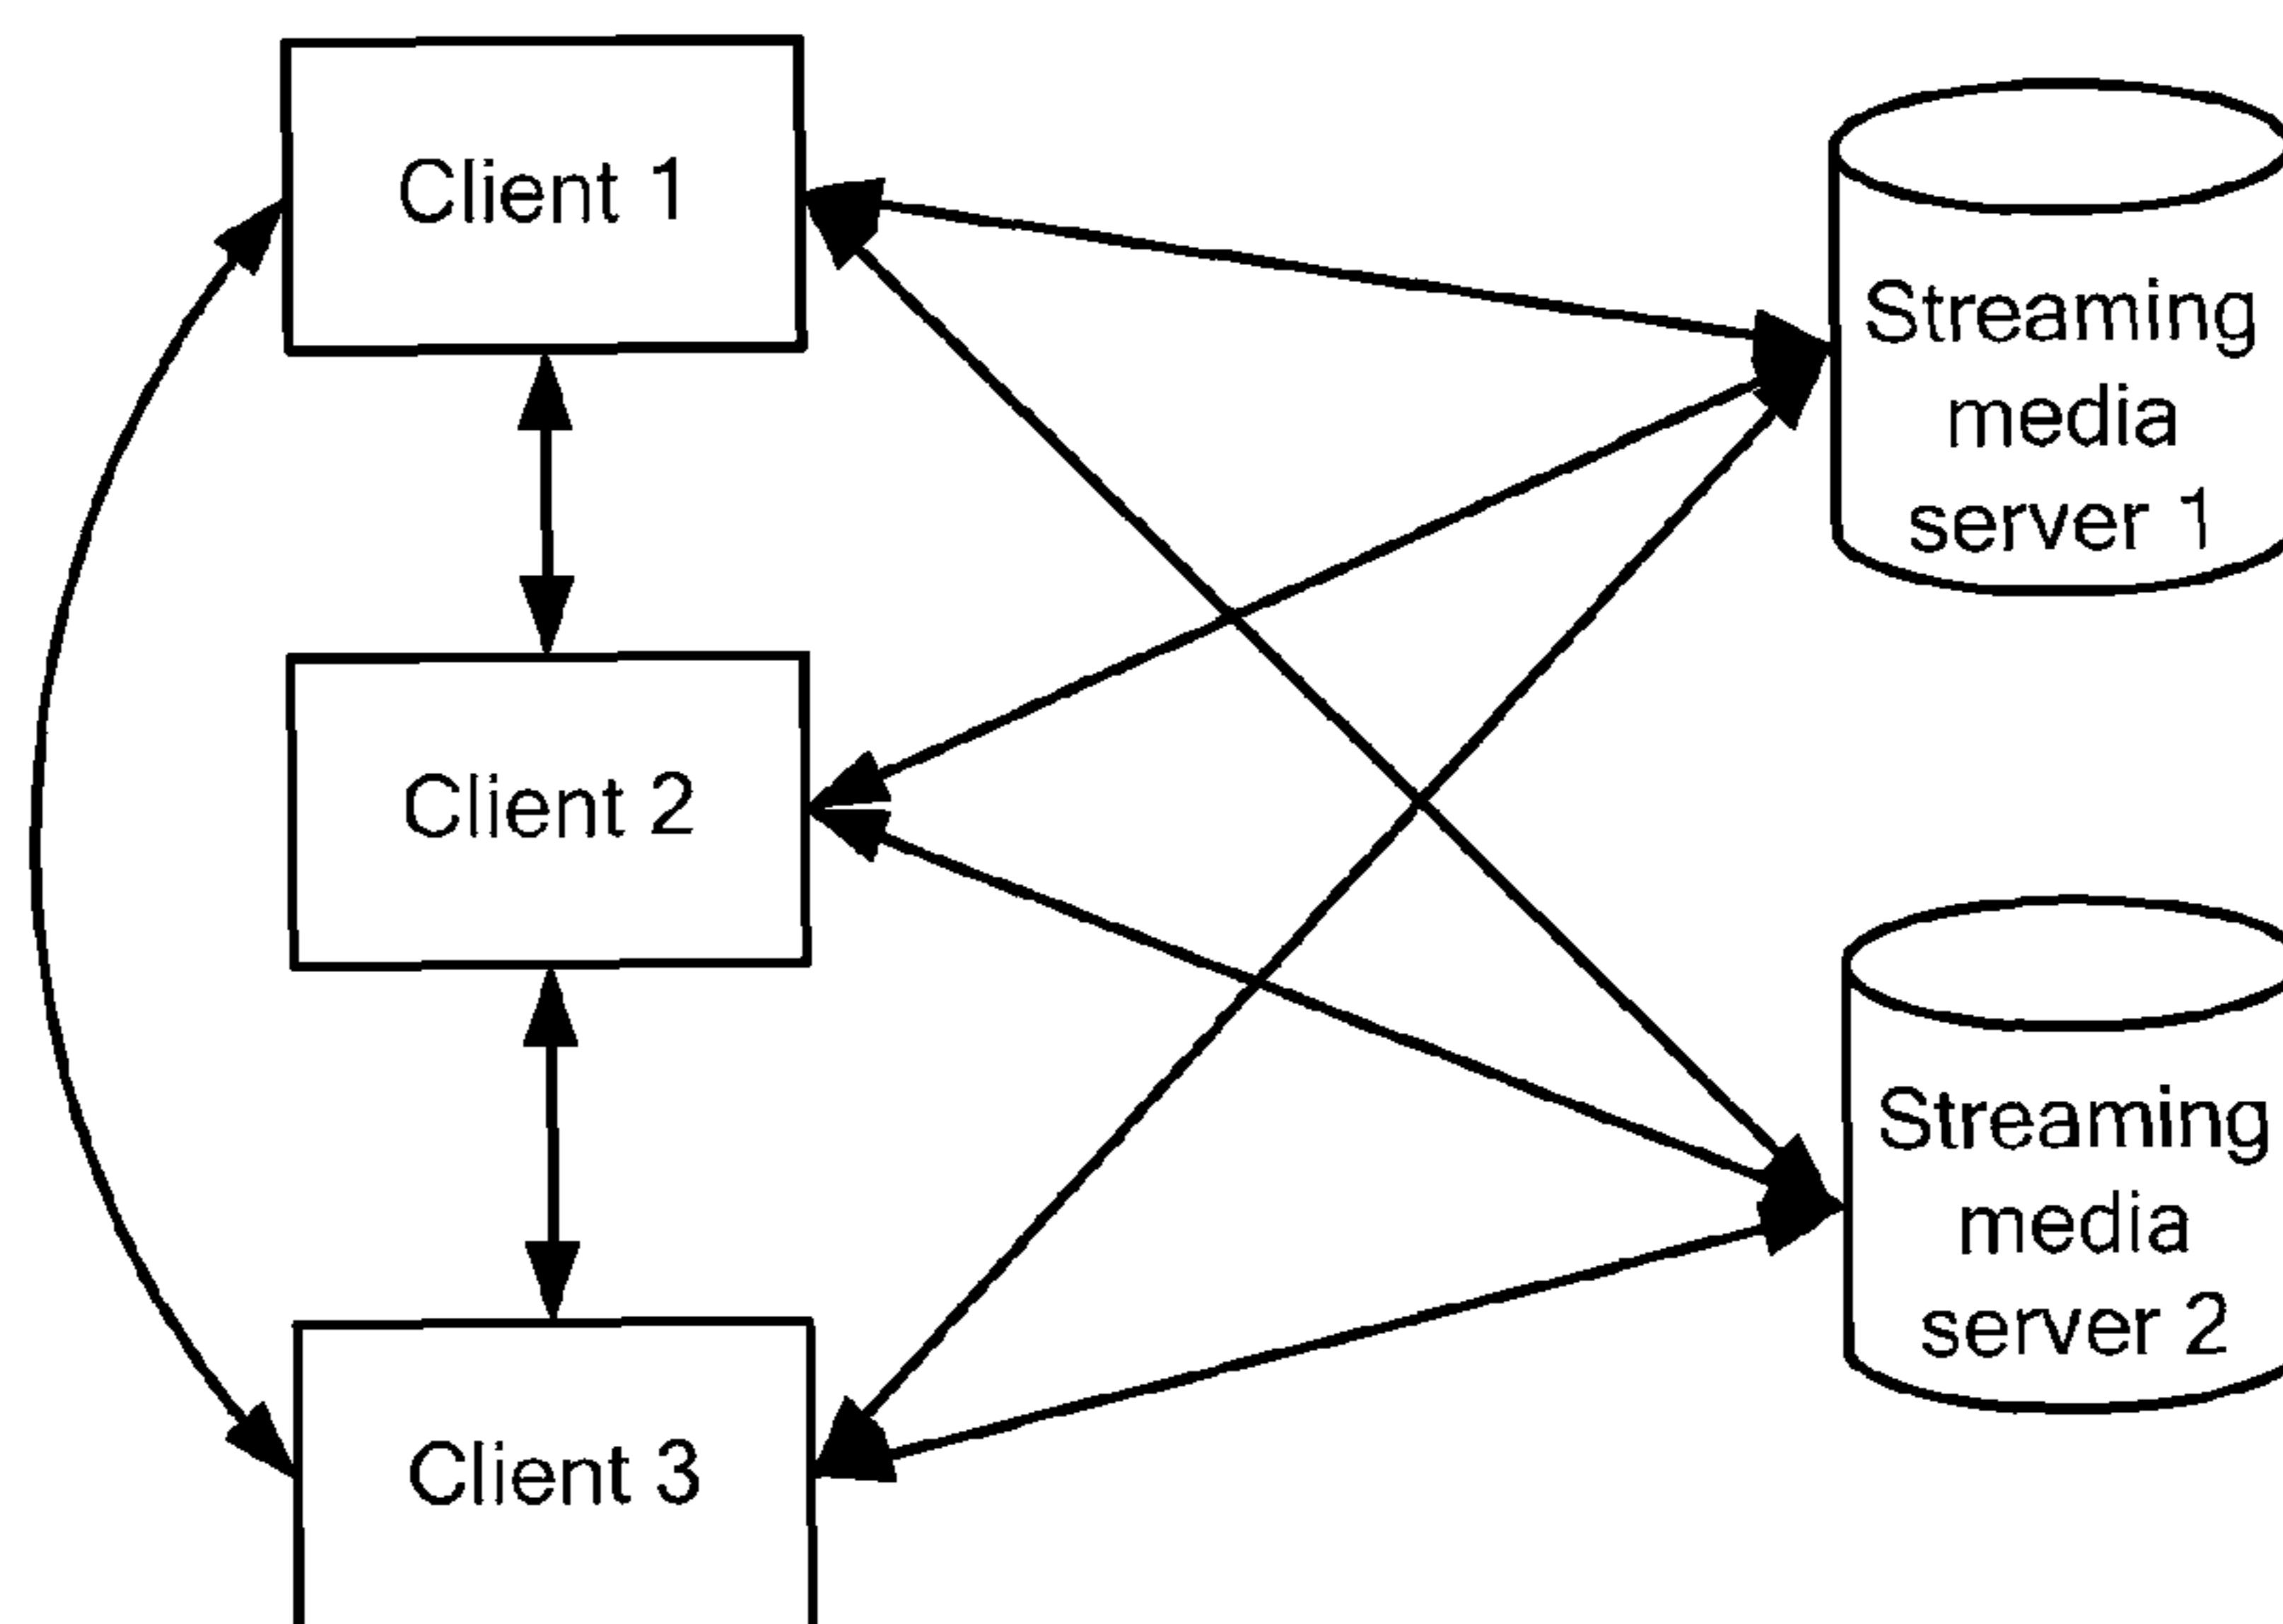 Client 1
Streaming
media
server 1
Client 2
Streaming
media
server 2
Client 3